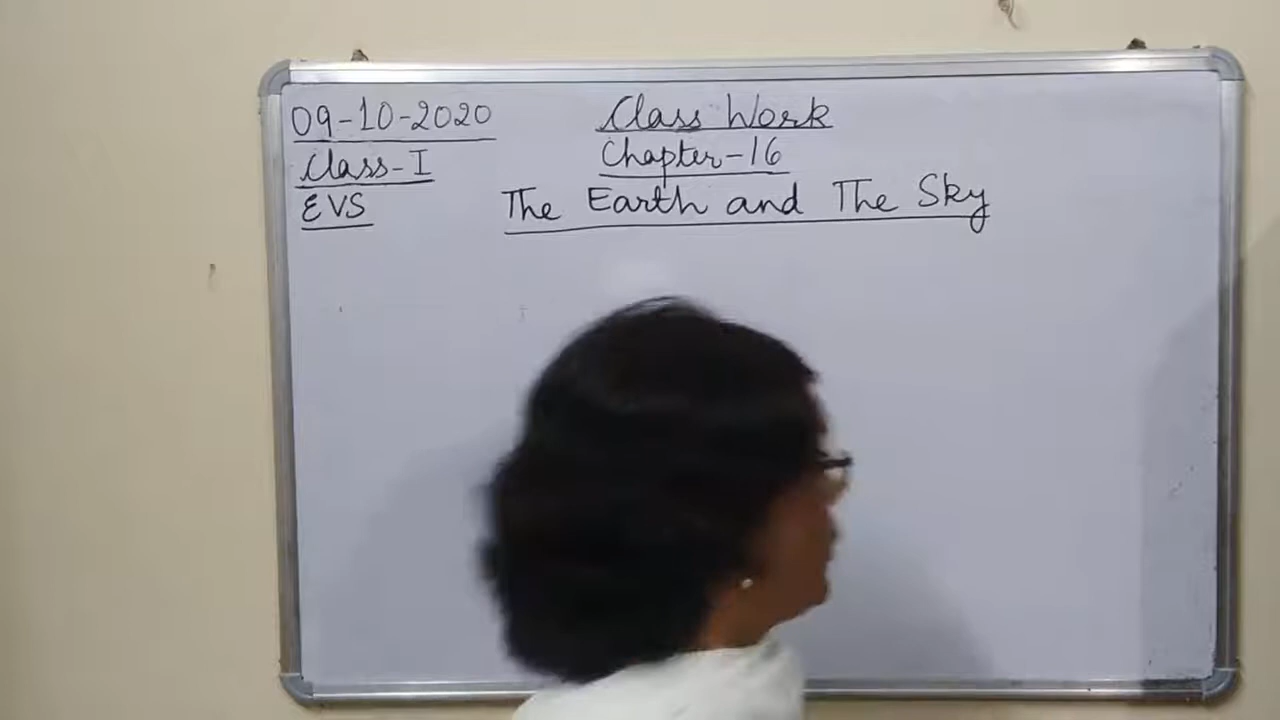 09-10-2020
Class Work
Class-I
Chapter-16
EVS
The Earth and The Sky